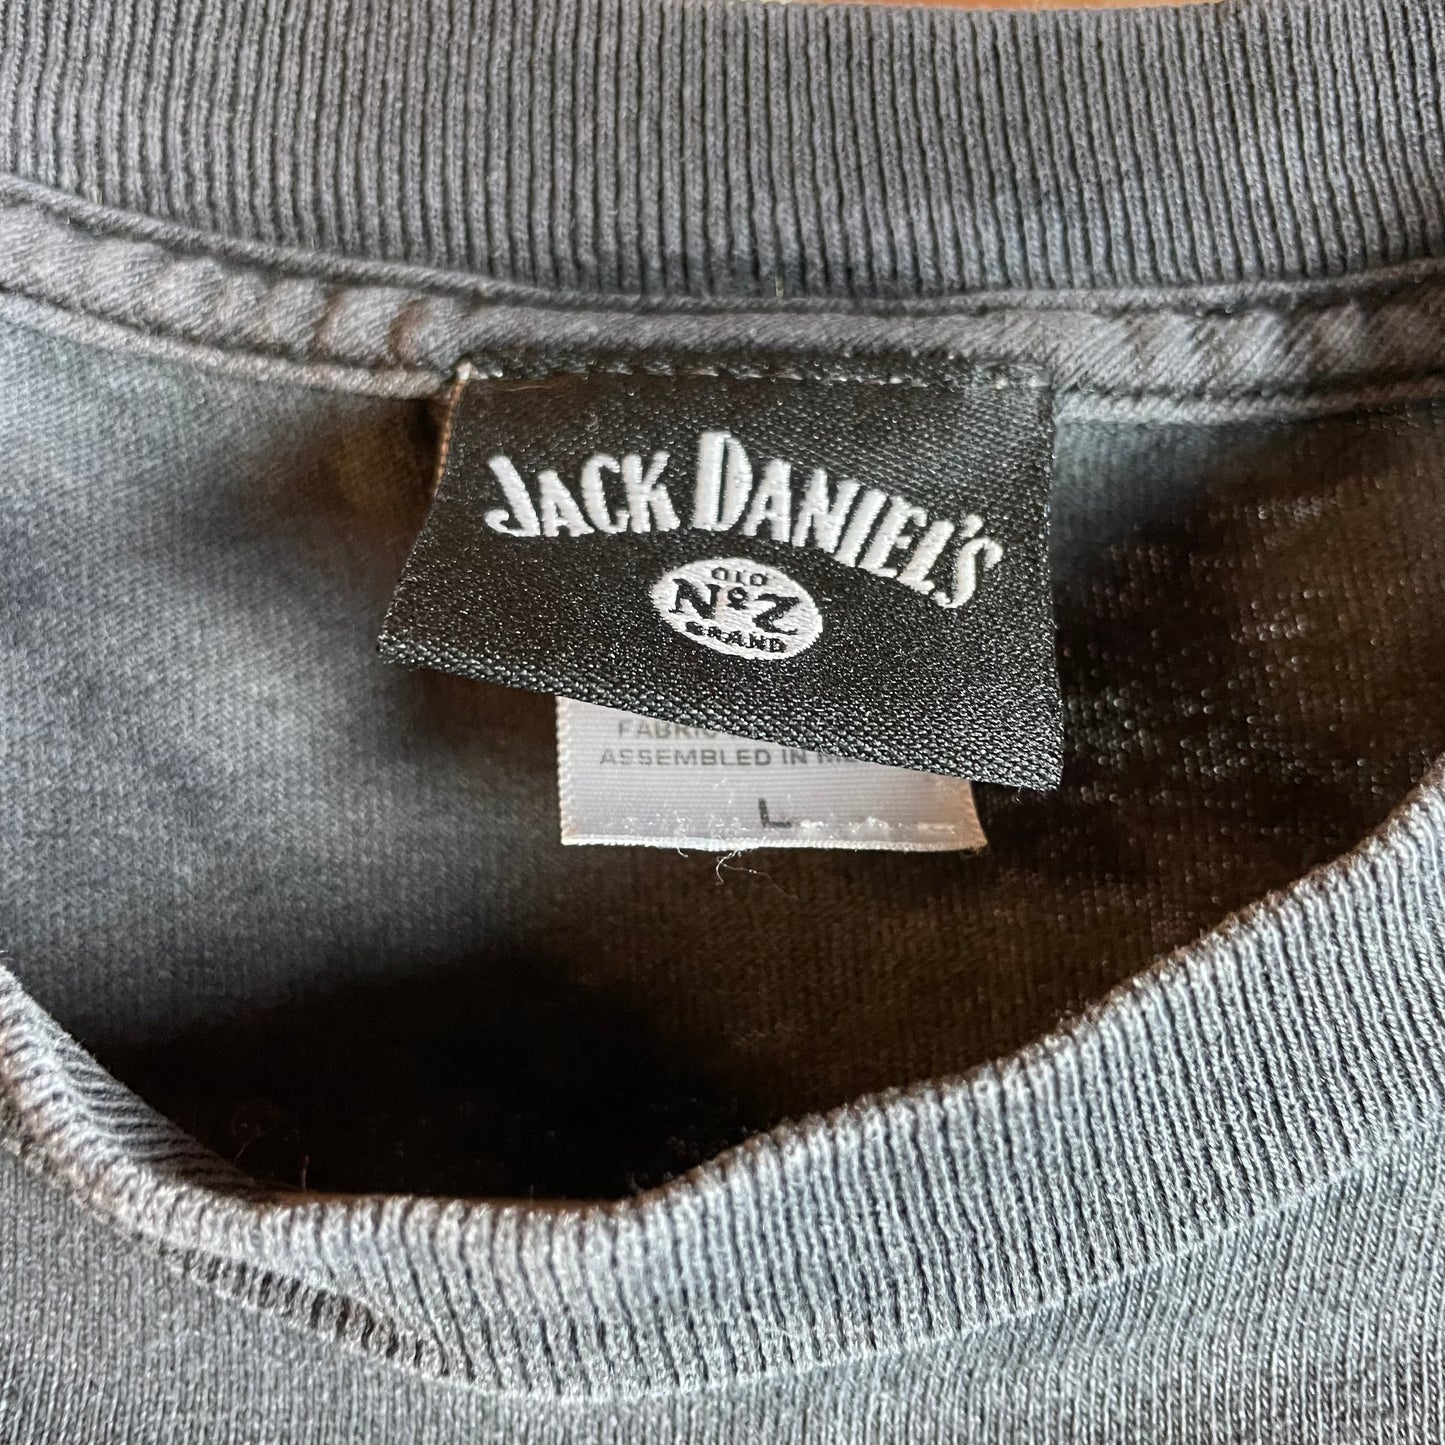 JACK DANIEL'S
OLD
Nº 7
BRAND
ASSEMBLED IN
L